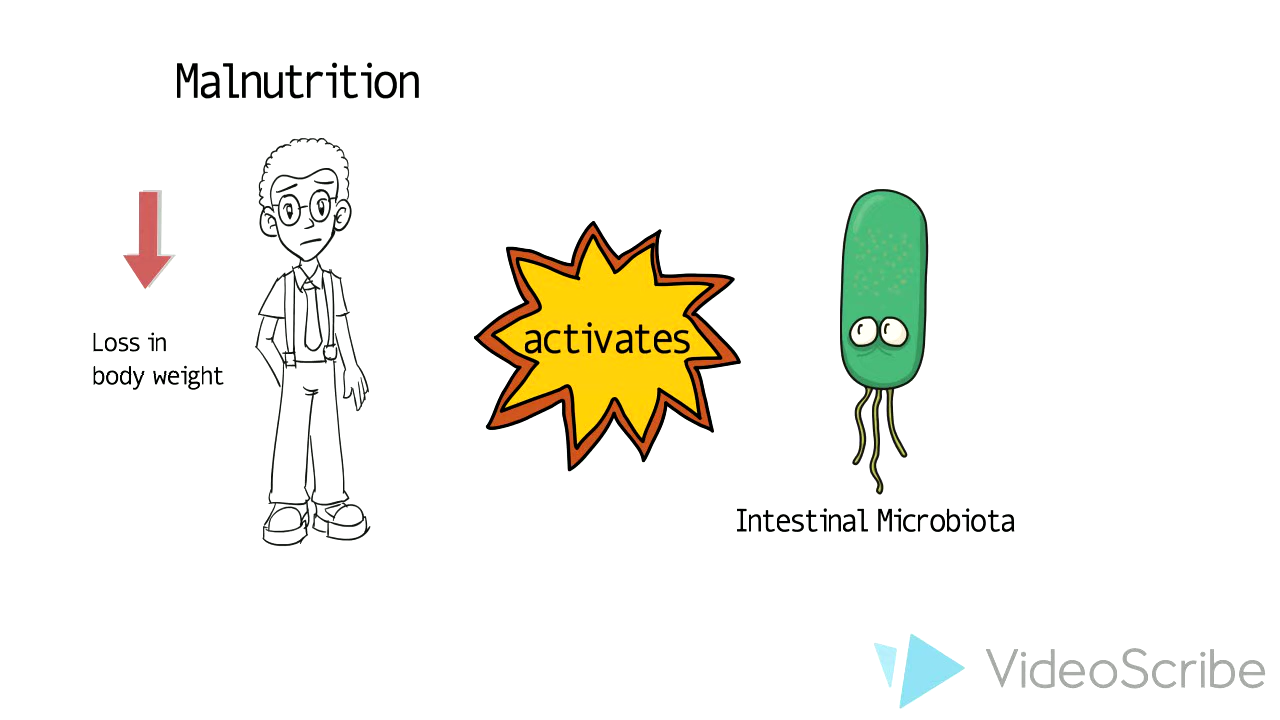 Malnutrition
Loss in
body weight
activates
Intestinal Microbiota
VideoScribe